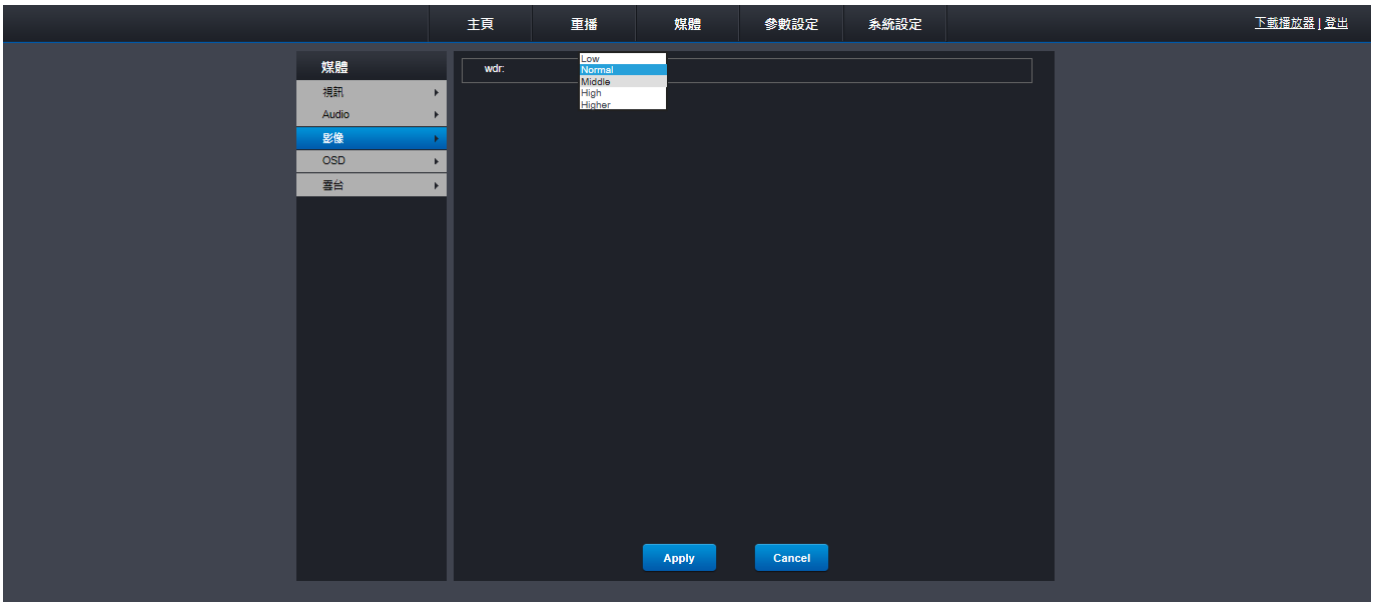 主頁 重播 媒體 參數設定 系統設定 下載播放器 | 登出
媒體
視訊
Audio
影像
OSD
雲台
wdr:
Low
Normal
Middle
High
Higher
Apply Cancel